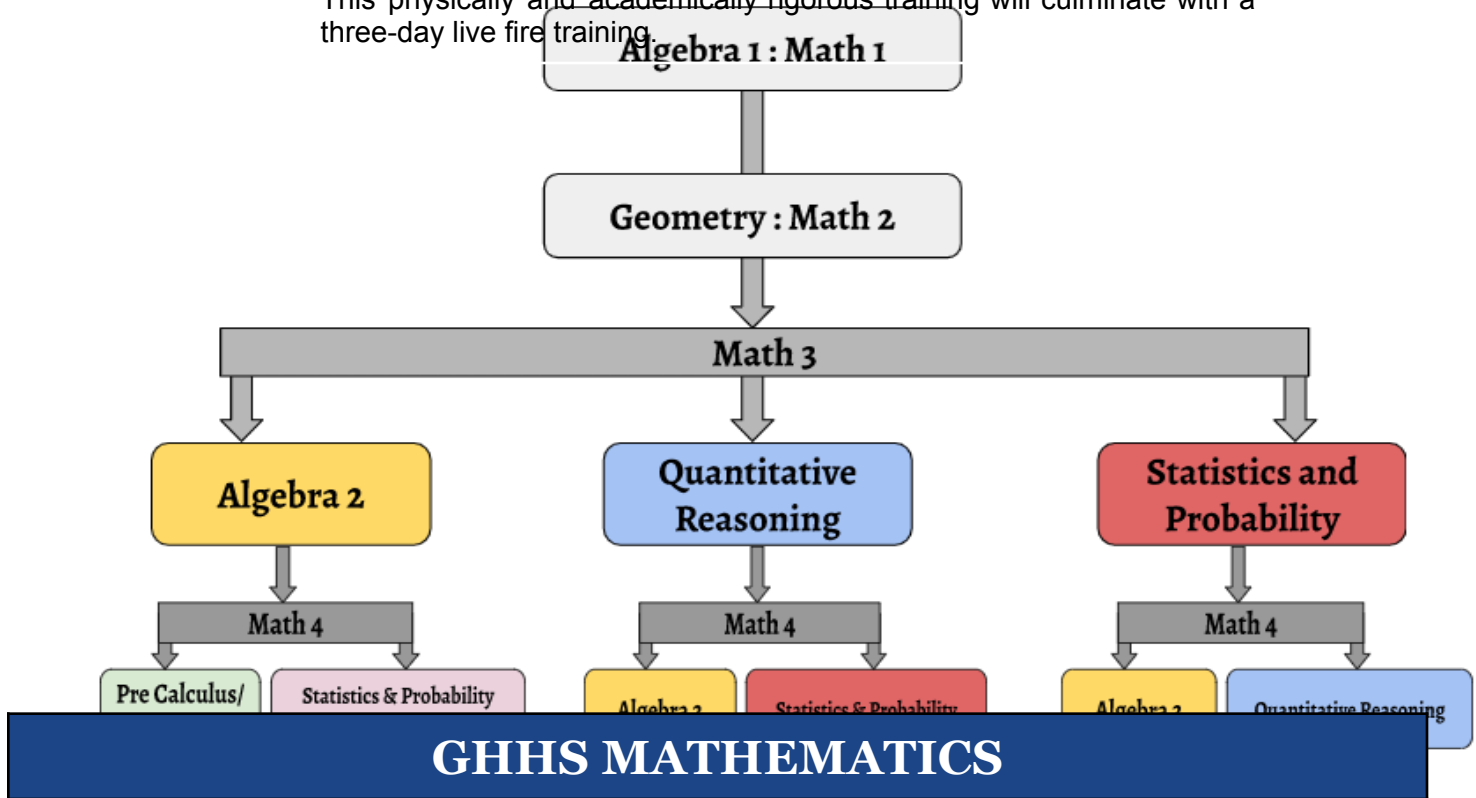 This physically and academically rigorous training will culminate with a
three-day live fire training.
Algebra 1 : Math 1
Geometry : Math 2
Math 3
Algebra 2
Quantitative
Reasoning
Statistics and
Probability
Math 4
Math 4
Math 4
Pre Calculus/
Statistics & Probability
Algebra 2
Statistics & Probability
Algebra 2
Quantitative Reasoning
GHHS MATHEMATICS